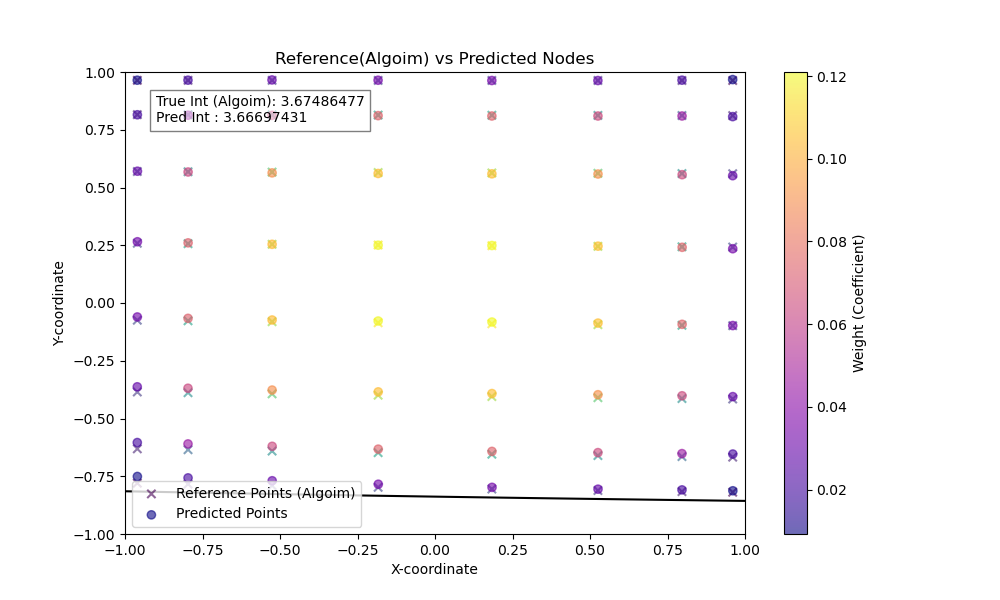 Reference(Algoim) vs Predicted Nodes
True Int (Algoim): 3.67486477
Pred Int : 3.66697431
1.00
0.75
0.50
0.25
0.00
−0.25
−0.50
−0.75
−1.00
Y-coordinate
Reference Points (Algoim)
Predicted Points
−1.00 −0.75 −0.50 −0.25 0.00 0.25 0.50 0.75 1.00
X-coordinate
0.12
0.10
0.08
0.06
0.04
0.02
Weight (Coefficient)